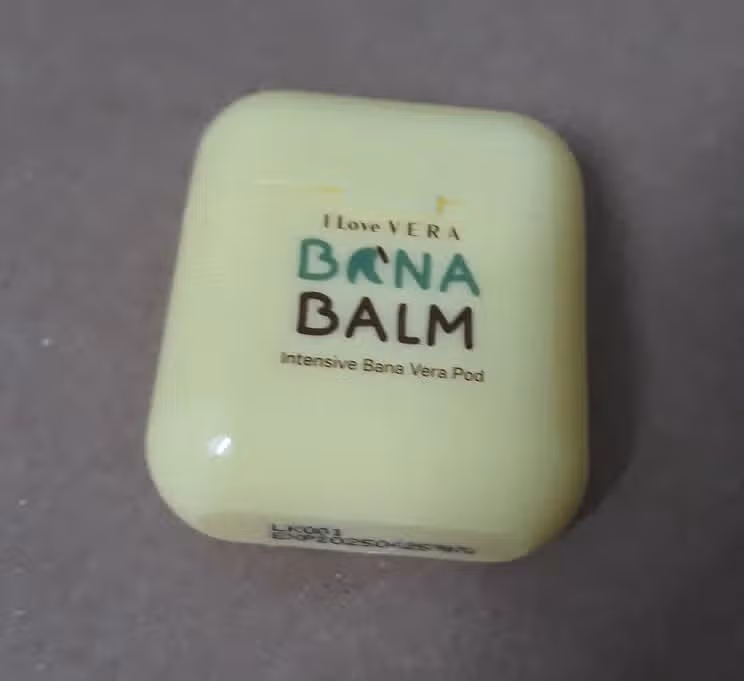 I Love VERA
BANA
BALM
Intensive Bana Vera Pod
LK001